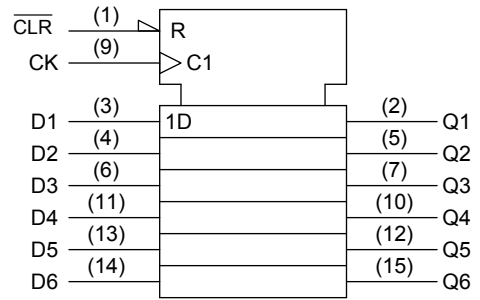 C̅L̅R̅ (1) R
CK (9) C1
D1 (3) 1D (2) Q1
D2 (4) (5) Q2
D3 (6) (7) Q3
D4 (11) (10) Q4
D5 (13) (12) Q5
D6 (14) (15) Q6